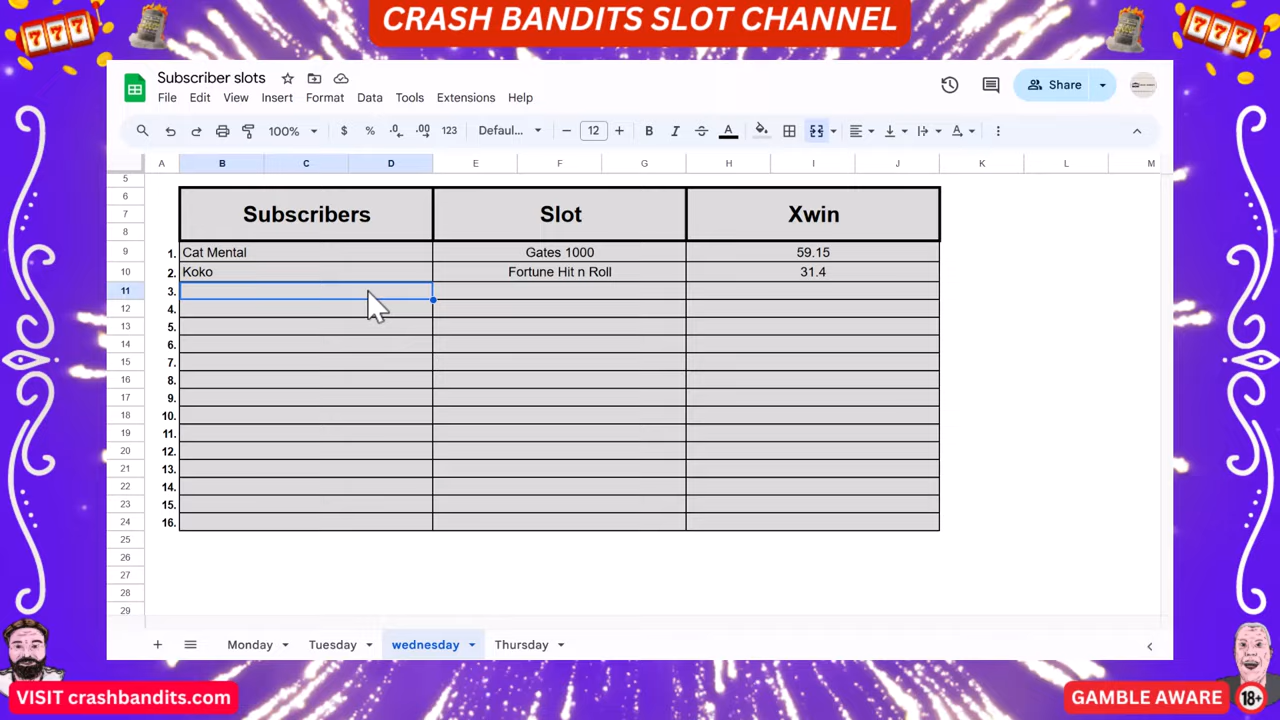 CRASH BANDITS SLOT CHANNEL
777
777
Subscriber slots
Share
File Edit View Insert Format Data Tools Extensions Help
100% $ % .0 .00 123 Defaul... 12 B I S A A
A B C D E F G H I J K L M
5
6
7 Subscribers Slot Xwin
8
9 1. Cat Mental Gates 1000 59.15
10 2. Koko Fortune Hit n Roll 31.4
11 3.
12 4.
13 5.
14 6.
15 7.
16 8.
17 9.
18 10.
19 11.
20 12.
21 13.
22 14.
23 15.
24 16.
25
26
27
28
29
Monday Tuesday wednesday Thursday
VISIT crashbandits.com
GAMBLE AWARE 18+